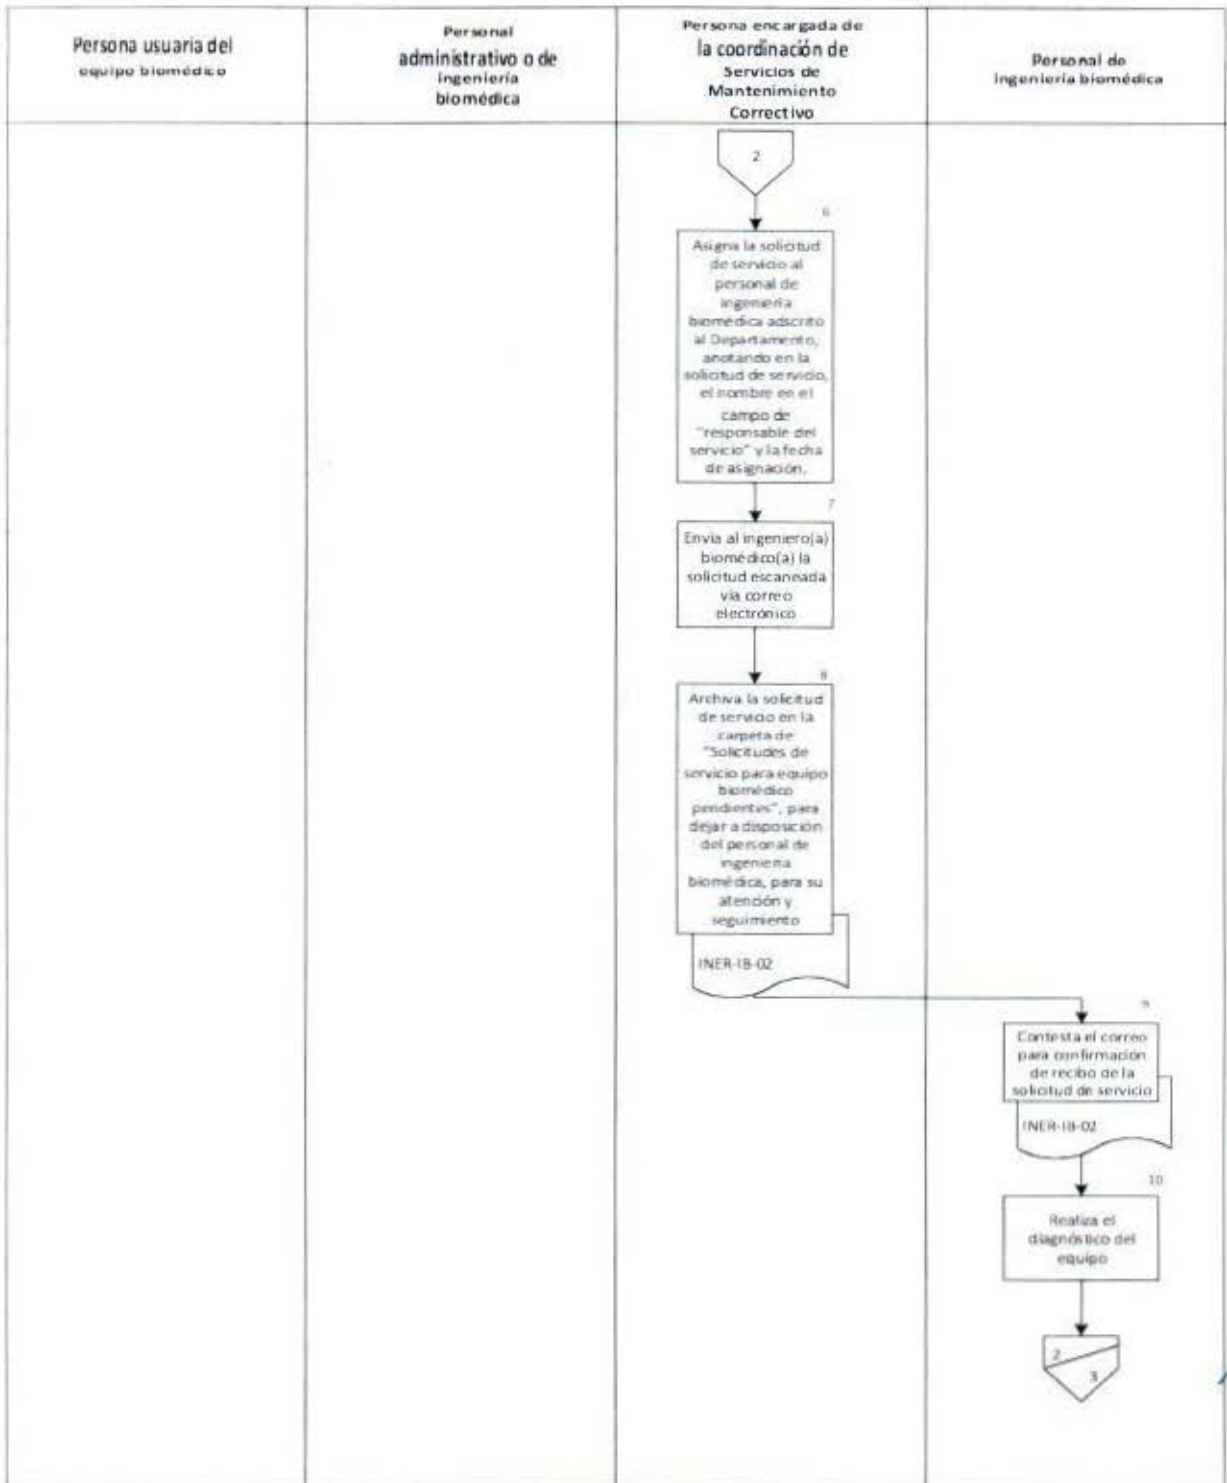 Persona usuaria del
equipo biomédico
Personal
administrativo o de
ingeniería
biomédica
Persona encargada de
la coordinación de
Servicios de
Mantenimiento
Correctivo
Personal de
ingeniería biomédica
2
6
Asigna la solicitud
de servicio al
personal de
ingeniería
biomédica adscrito
al Departamento,
anotando en la
solicitud de servicio,
el nombre en el
campo de
"responsable del
servicio" y la fecha
de asignación.
7
Envía al ingeniero(a)
biomédico(a) la
solicitud escaneada
vía correo
electrónico
8
Archiva la solicitud
de servicio en la
carpeta de
"Solicitudes de
servicio para equipo
biomédico
pendientes", para
dejar a disposición
del personal de
ingeniería
biomédica, para su
atención y
seguimiento
INER-IB-02
9
Contesta el correo
para confirmación
de recibo de la
solicitud de servicio
INER-IB-02
10
Realiza el
diagnóstico del
equipo
2
3